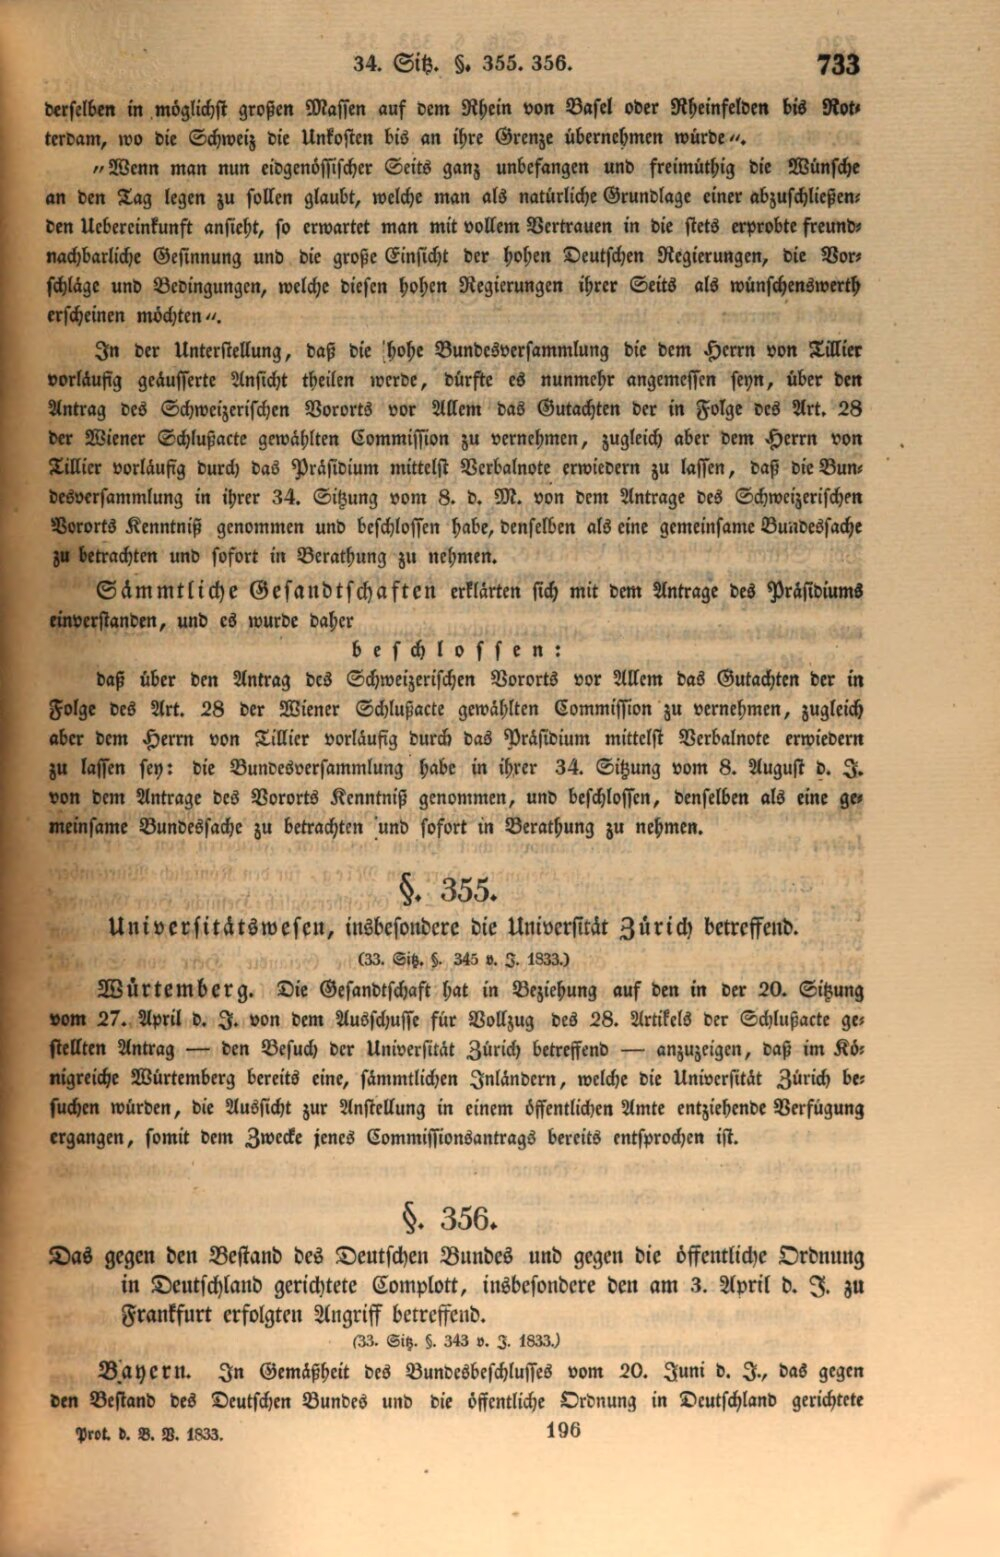 34. Sitz. §. 355. 356.
733
derselben in möglichst großen Massen auf dem Rhein von Basel oder Rheinfelden bis Rot-
terdam, wo die Schweiz die Unkosten bis an ihre Grenze übernehmen würde".
"Wenn man nun eidgenössischer Seits ganz unbefangen und freimüthig die Wünsche
an den Tag legen zu sollen glaubt, welche man als natürliche Grundlage einer abzuschließen-
den Uebereinkunft ansieht, so erwartet man mit vollem Vertrauen in die stets erprobte freund-
nachbarliche Gesinnung und die große Einsicht der hohen Deutschen Regierungen, die Vor-
schläge und Bedingungen, welche diesen hohen Regierungen ihrer Seits als wünschenswerth
erscheinen möchten".
In der Unterstellung, daß die hohe Bundesversammlung die dem Herrn von Tillier
vorläufig geäusserte Ansicht theilen werde, dürfte es nunmehr angemessen seyn, über den
Antrag des Schweizerischen Vororts vor Allem das Gutachten der in Folge des Art. 28
der Wiener Schlußacte gewählten Commission zu vernehmen, zugleich aber dem Herrn von
Tillier vorläufig durch das Präsidium mittelst Verbalnote erwiedern zu lassen, daß die Bun-
desversammlung in ihrer 34. Sitzung vom 8. d. M. von dem Antrage des Schweizerischen
Vororts Kenntniß genommen und beschlossen habe, denselben als eine gemeinsame Bundessache
zu betrachten und sofort in Berathung zu nehmen.
Sämmtliche Gesandtschaften erklärten sich mit dem Antrage des Präsidiums
einverstanden, und es wurde daher
beschlossen:
daß über den Antrag des Schweizerischen Vororts vor Allem das Gutachten der in
Folge des Art. 28 der Wiener Schlußacte gewählten Commission zu vernehmen, zugleich
aber dem Herrn von Tillier vorläufig durch das Präsidium mittelst Verbalnote erwiedern
zu lassen sey: die Bundesversammlung habe in ihrer 34. Sitzung vom 8. August d. J.
von dem Antrage des Vororts Kenntniß genommen, und beschlossen, denselben als eine ge-
meinsame Bundessache zu betrachten und sofort in Berathung zu nehmen.
§. 355.
Universitätswesen, insbesondere die Universität Zürich betreffend.
(33. Sitz. §. 345 v. J. 1833.)
Würtemberg. Die Gesandtschaft hat in Beziehung auf den in der 20. Sitzung
vom 27. April d. J. von dem Ausschusse für Vollzug des 28. Artikels der Schlußacte ge-
stellten Antrag — den Besuch der Universität Zürich betreffend — anzuzeigen, daß im Kö-
nigreiche Würtemberg bereits eine, sämmtlichen Inländern, welche die Universität Zürich be-
suchen würden, die Aussicht zur Anstellung in einem öffentlichen Amte entziehende Verfügung
ergangen, somit dem Zwecke jenes Commissionsantrags bereits entsprochen ist.
§. 356.
Das gegen den Bestand des Deutschen Bundes und gegen die öffentliche Ordnung
in Deutschland gerichtete Complott, insbesondere den am 3. April d. J. zu
Frankfurt erfolgten Angriff betreffend.
(33. Sitz. §. 343 v. J. 1833.)
Bayern. In Gemäßheit des Bundesbeschlusses vom 20. Juni d. J., das gegen
den Bestand des Deutschen Bundes und die öffentliche Ordnung in Deutschland gerichtete
Prot. d. B. V. 1833.
196